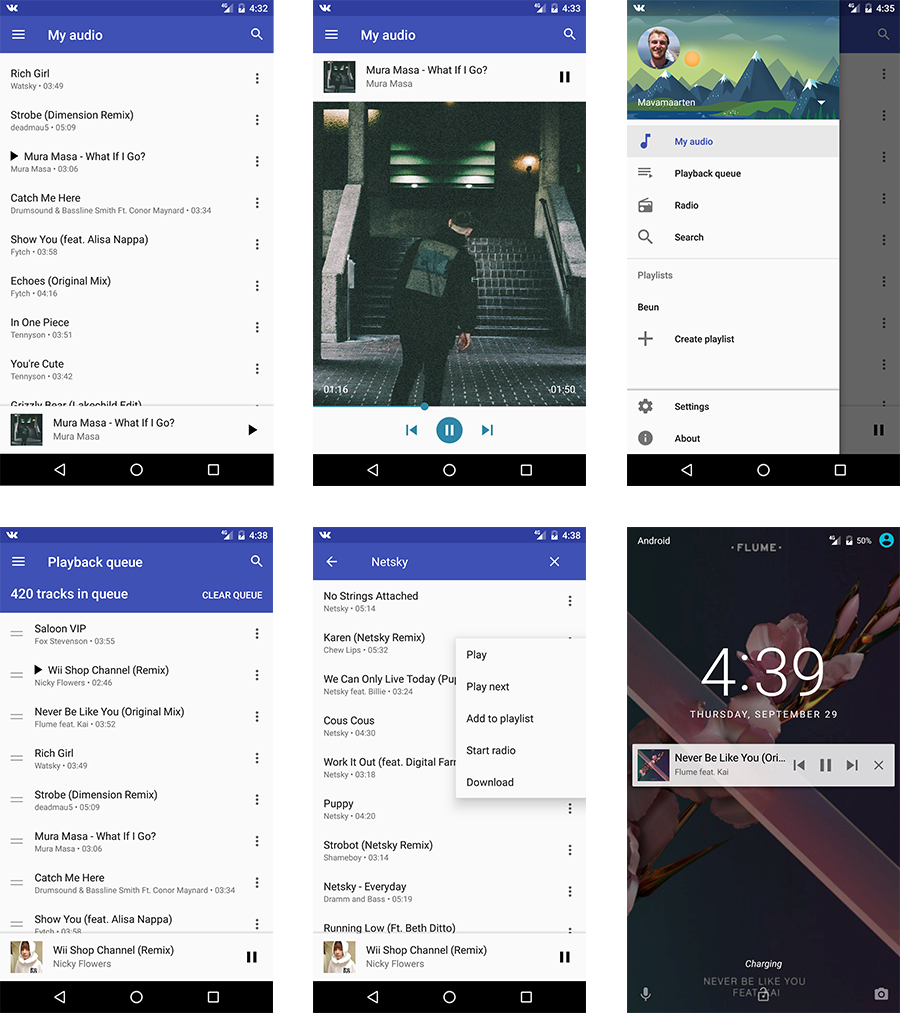 4G 4:32
My audio
Rich Girl
Watsky • 03:49
Strobe (Dimension Remix)
deadmau5 • 05:09
Mura Masa - What If I Go?
Mura Masa • 03:06
Catch Me Here
Drumsound & Bassline Smith Ft. Conor Maynard • 03:34
Show You (feat. Alisa Nappa)
Fytch • 03:58
Echoes (Original Mix)
Fytch • 04:16
In One Piece
Tennyson • 03:51
You're Cute
Tennyson • 03:42
Grizzly Bear (Lakechild Edit)
Mura Masa - What If I Go?
Mura Masa
4G 4:33
My audio
Mura Masa - What If I Go?
Mura Masa
01:16
-01:50
4G 4:35
Mavamaarten
My audio
Playback queue
Radio
Search
Playlists
Beun
Create playlist
Settings
About
4G 4:38
Playback queue
420 tracks in queue
CLEAR QUEUE
Saloon VIP
Fox Stevenson • 03:55
Wii Shop Channel (Remix)
Nicky Flowers • 02:46
Never Be Like You (Original Mix)
Flume feat. Kai • 03:52
Rich Girl
Watsky • 03:49
Strobe (Dimension Remix)
deadmau5 • 05:09
Mura Masa - What If I Go?
Mura Masa • 03:06
Catch Me Here
Drumsound & Bassline Smith Ft. Conor Maynard • 03:34
Show You (feat. Alisa Nappa)
Fytch • 03:58
Wii Shop Channel (Remix)
Nicky Flowers
4G 4:38
Netsky
No Strings Attached
Netsky • 05:14
Karen (Netsky Remix)
Chew Lips • 05:32
We Can Only Live Today (Pup
Netsky feat. Billie • 03:24
Cous Cous
Netsky • 04:30
Work It Out (feat. Digital Farm
Netsky • 03:18
Puppy
Netsky • 04:20
Strobot (Netsky Remix)
Shameboy • 03:14
Netsky - Everyday
Dramm and Bass • 05:19
Running Low (Ft. Beth Ditto)
Play
Play next
Add to playlist
Start radio
Download
Wii Shop Channel (Remix)
Nicky Flowers
Android
4G 50%
· FLUME ·
4:39
THURSDAY, SEPTEMBER 29
Never Be Like You (Ori...
Flume feat. Kai
Charging
NEVER BE LIKE YOU
FEAT. KAI